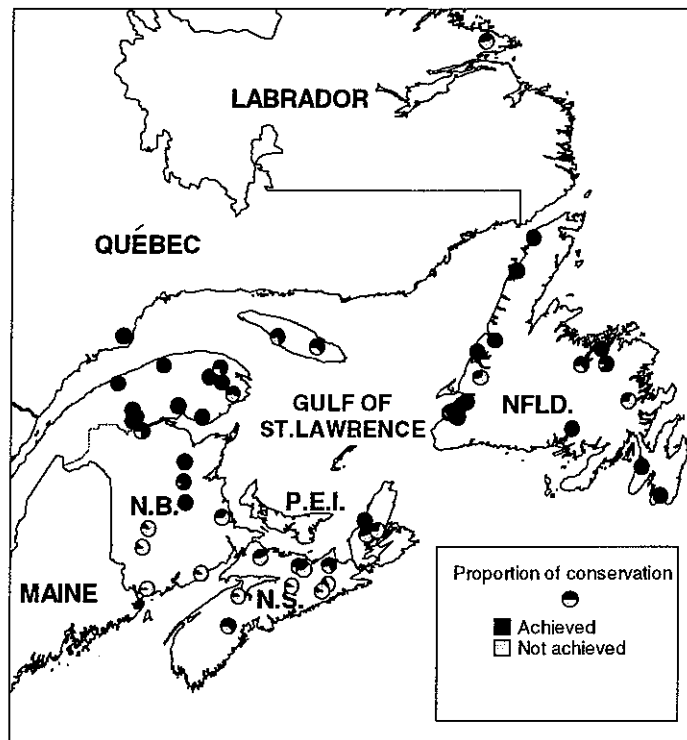 LABRADOR
QUÉBEC
GULF OF
ST.LAWRENCE
NFLD.
P.E.I.
N.B.
MAINE
N.S.
Proportion of conservation
Achieved
Not achieved